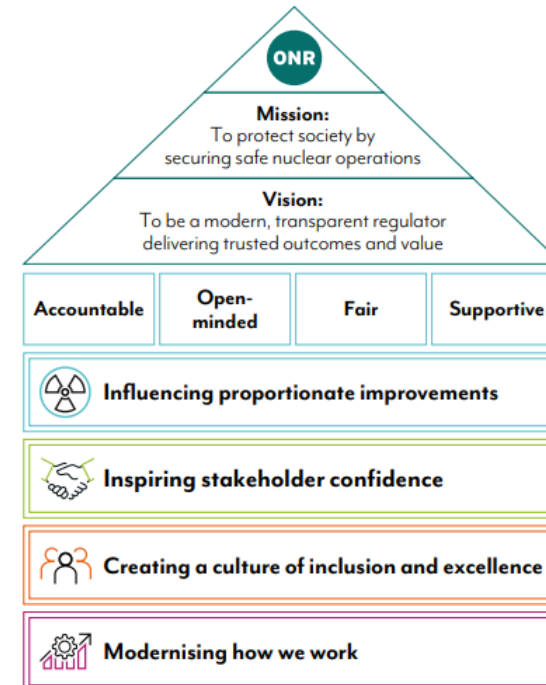 ONR
Mission:
To protect society by
securing safe nuclear operations
Vision:
To be a modern, transparent regulator
delivering trusted outcomes and value
Accountable
Open-
minded
Fair
Supportive
Influencing proportionate improvements
Inspiring stakeholder confidence
Creating a culture of inclusion and excellence
Modernising how we work